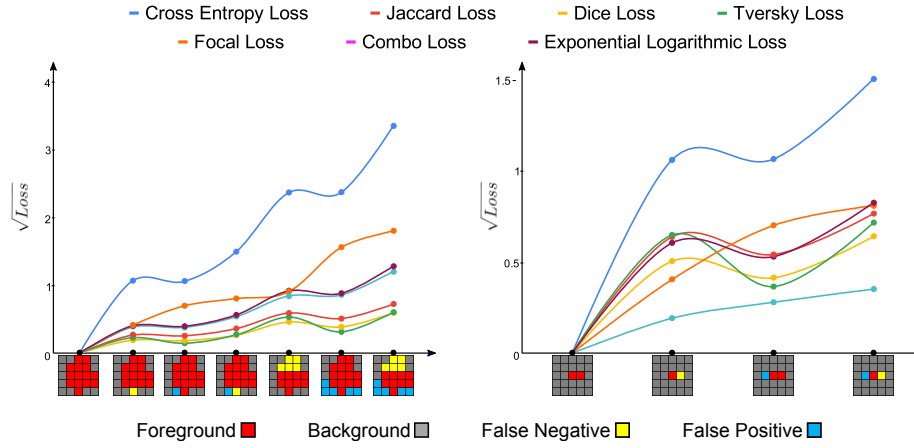 Cross Entropy Loss Jaccard Loss Dice Loss Tversky Loss
Focal Loss Combo Loss Exponential Logarithmic Loss
4
3
2
1
0
√Loss
1.5
1
0.5
0
√Loss
Foreground Background False Negative False Positive